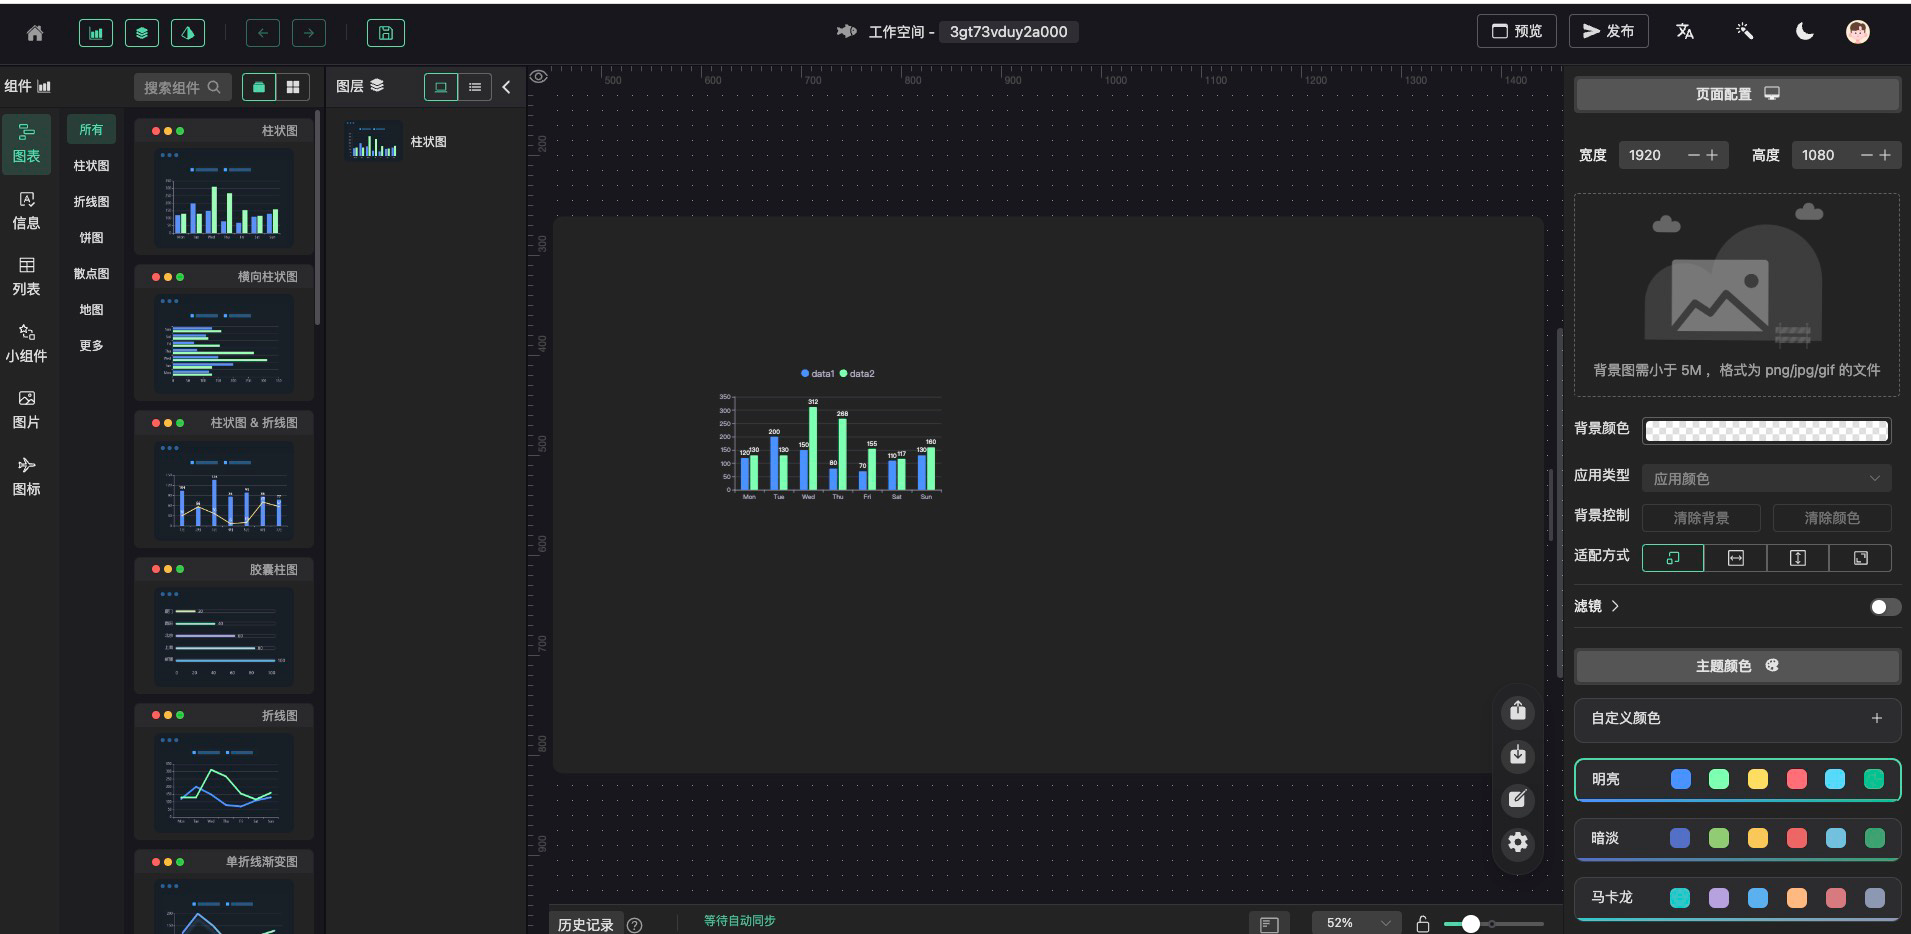 工作空间 - 3gt73vduy2a000
预览
发布
组件
搜索组件
图层
图表
信息
列表
小组件
图片
图标
所有
柱状图
折线图
饼图
散点图
地图
更多
柱状图
横向柱状图
柱状图 & 折线图
胶囊柱图
折线图
单折线渐变图
柱状图
500 600 700 800 900 1000 1100 1200 1300 1400
200
300
400
500
600
700
800
900
data1 data2
350
300
250
200
150
100
50
0
120 130 200 130 150 312 80 268 70 155 110 117 130 160
Mon Tue Wed Thu Fri Sat Sun
历史记录
等待自动同步
52%
页面配置
宽度 1920 高度 1080
背景图需小于 5M ，格式为 png/jpg/gif 的文件
背景颜色
应用类型 应用颜色
背景控制 清除背景 清除颜色
适配方式
滤镜
主题颜色
自定义颜色
明亮
暗淡
马卡龙